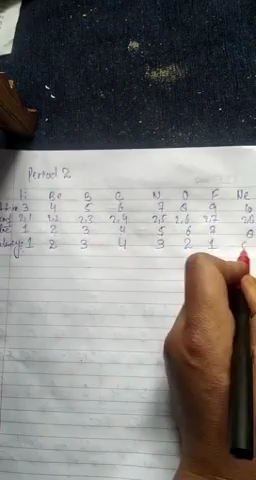 Period 2
Li Be B C N O F Ne
3 4 5 6 7 8 9 10
2,1 2,2 2,3 2,4 2,5 2,6 2,7 2,8
1 2 3 4 5 6 7 8
1 2 3 4 3 2 1